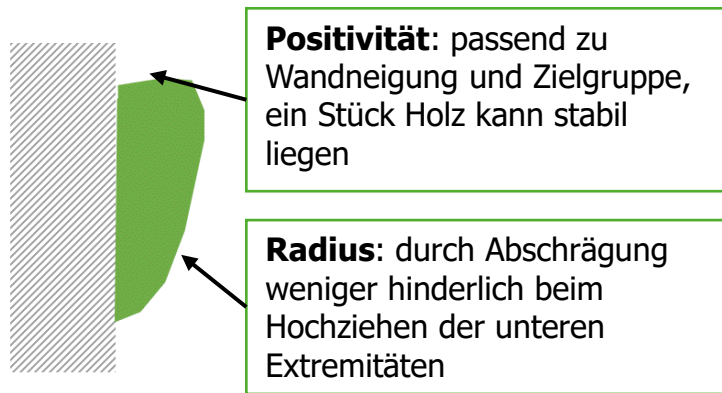 Positivität: passend zu
Wandneigung und Zielgruppe,
ein Stück Holz kann stabil
liegen
Radius: durch Abschrägung
weniger hinderlich beim
Hochziehen der unteren
Extremitäten